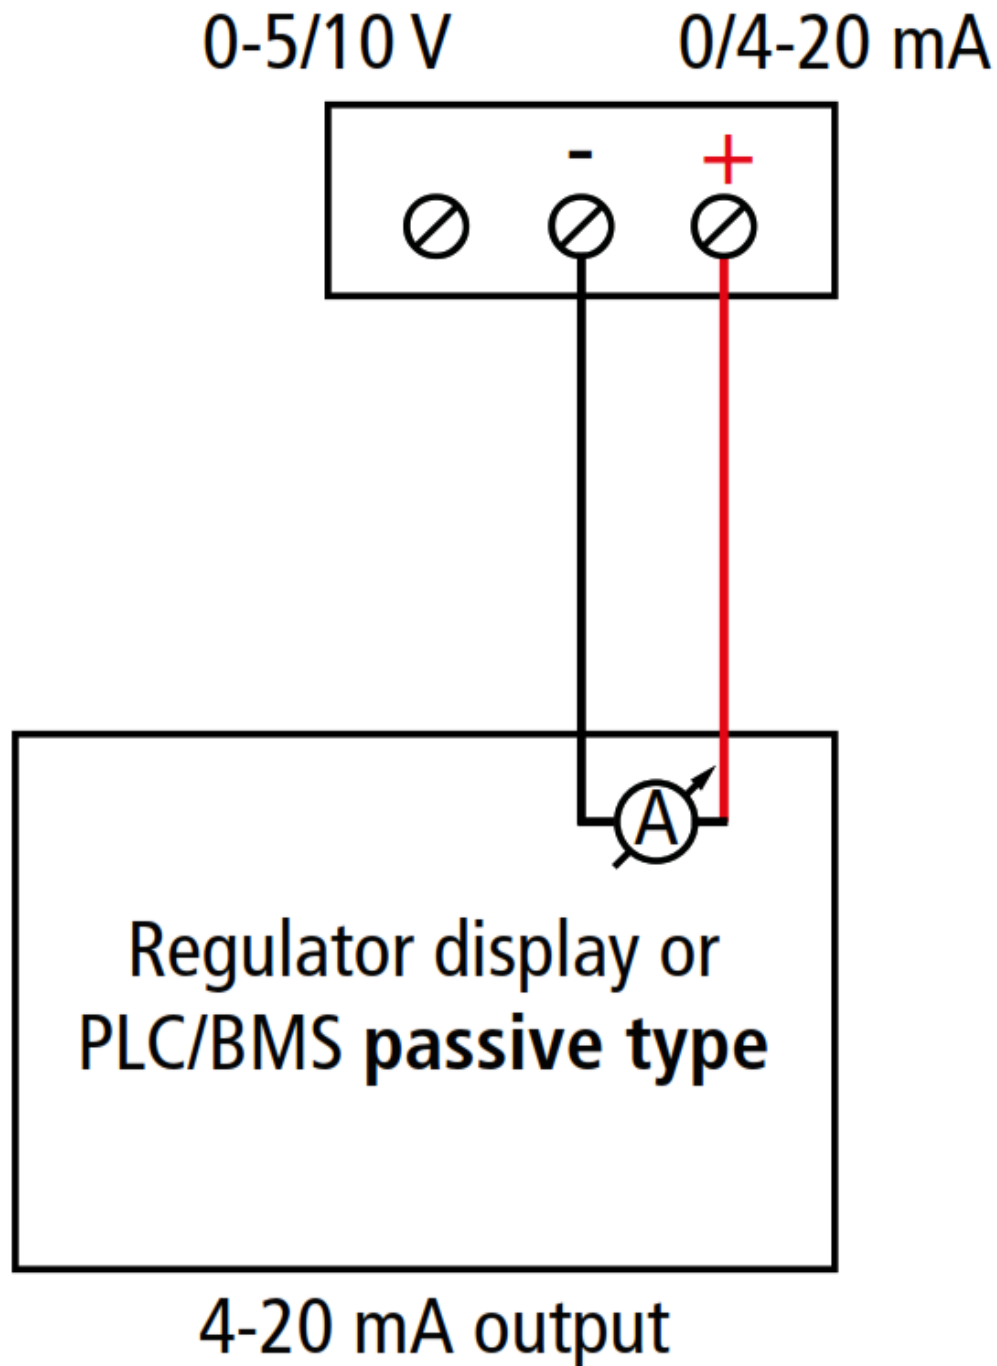 0-5/10 V 0/4-20 mA
- +
A
Regulator display or
PLC/BMS passive type
4-20 mA output